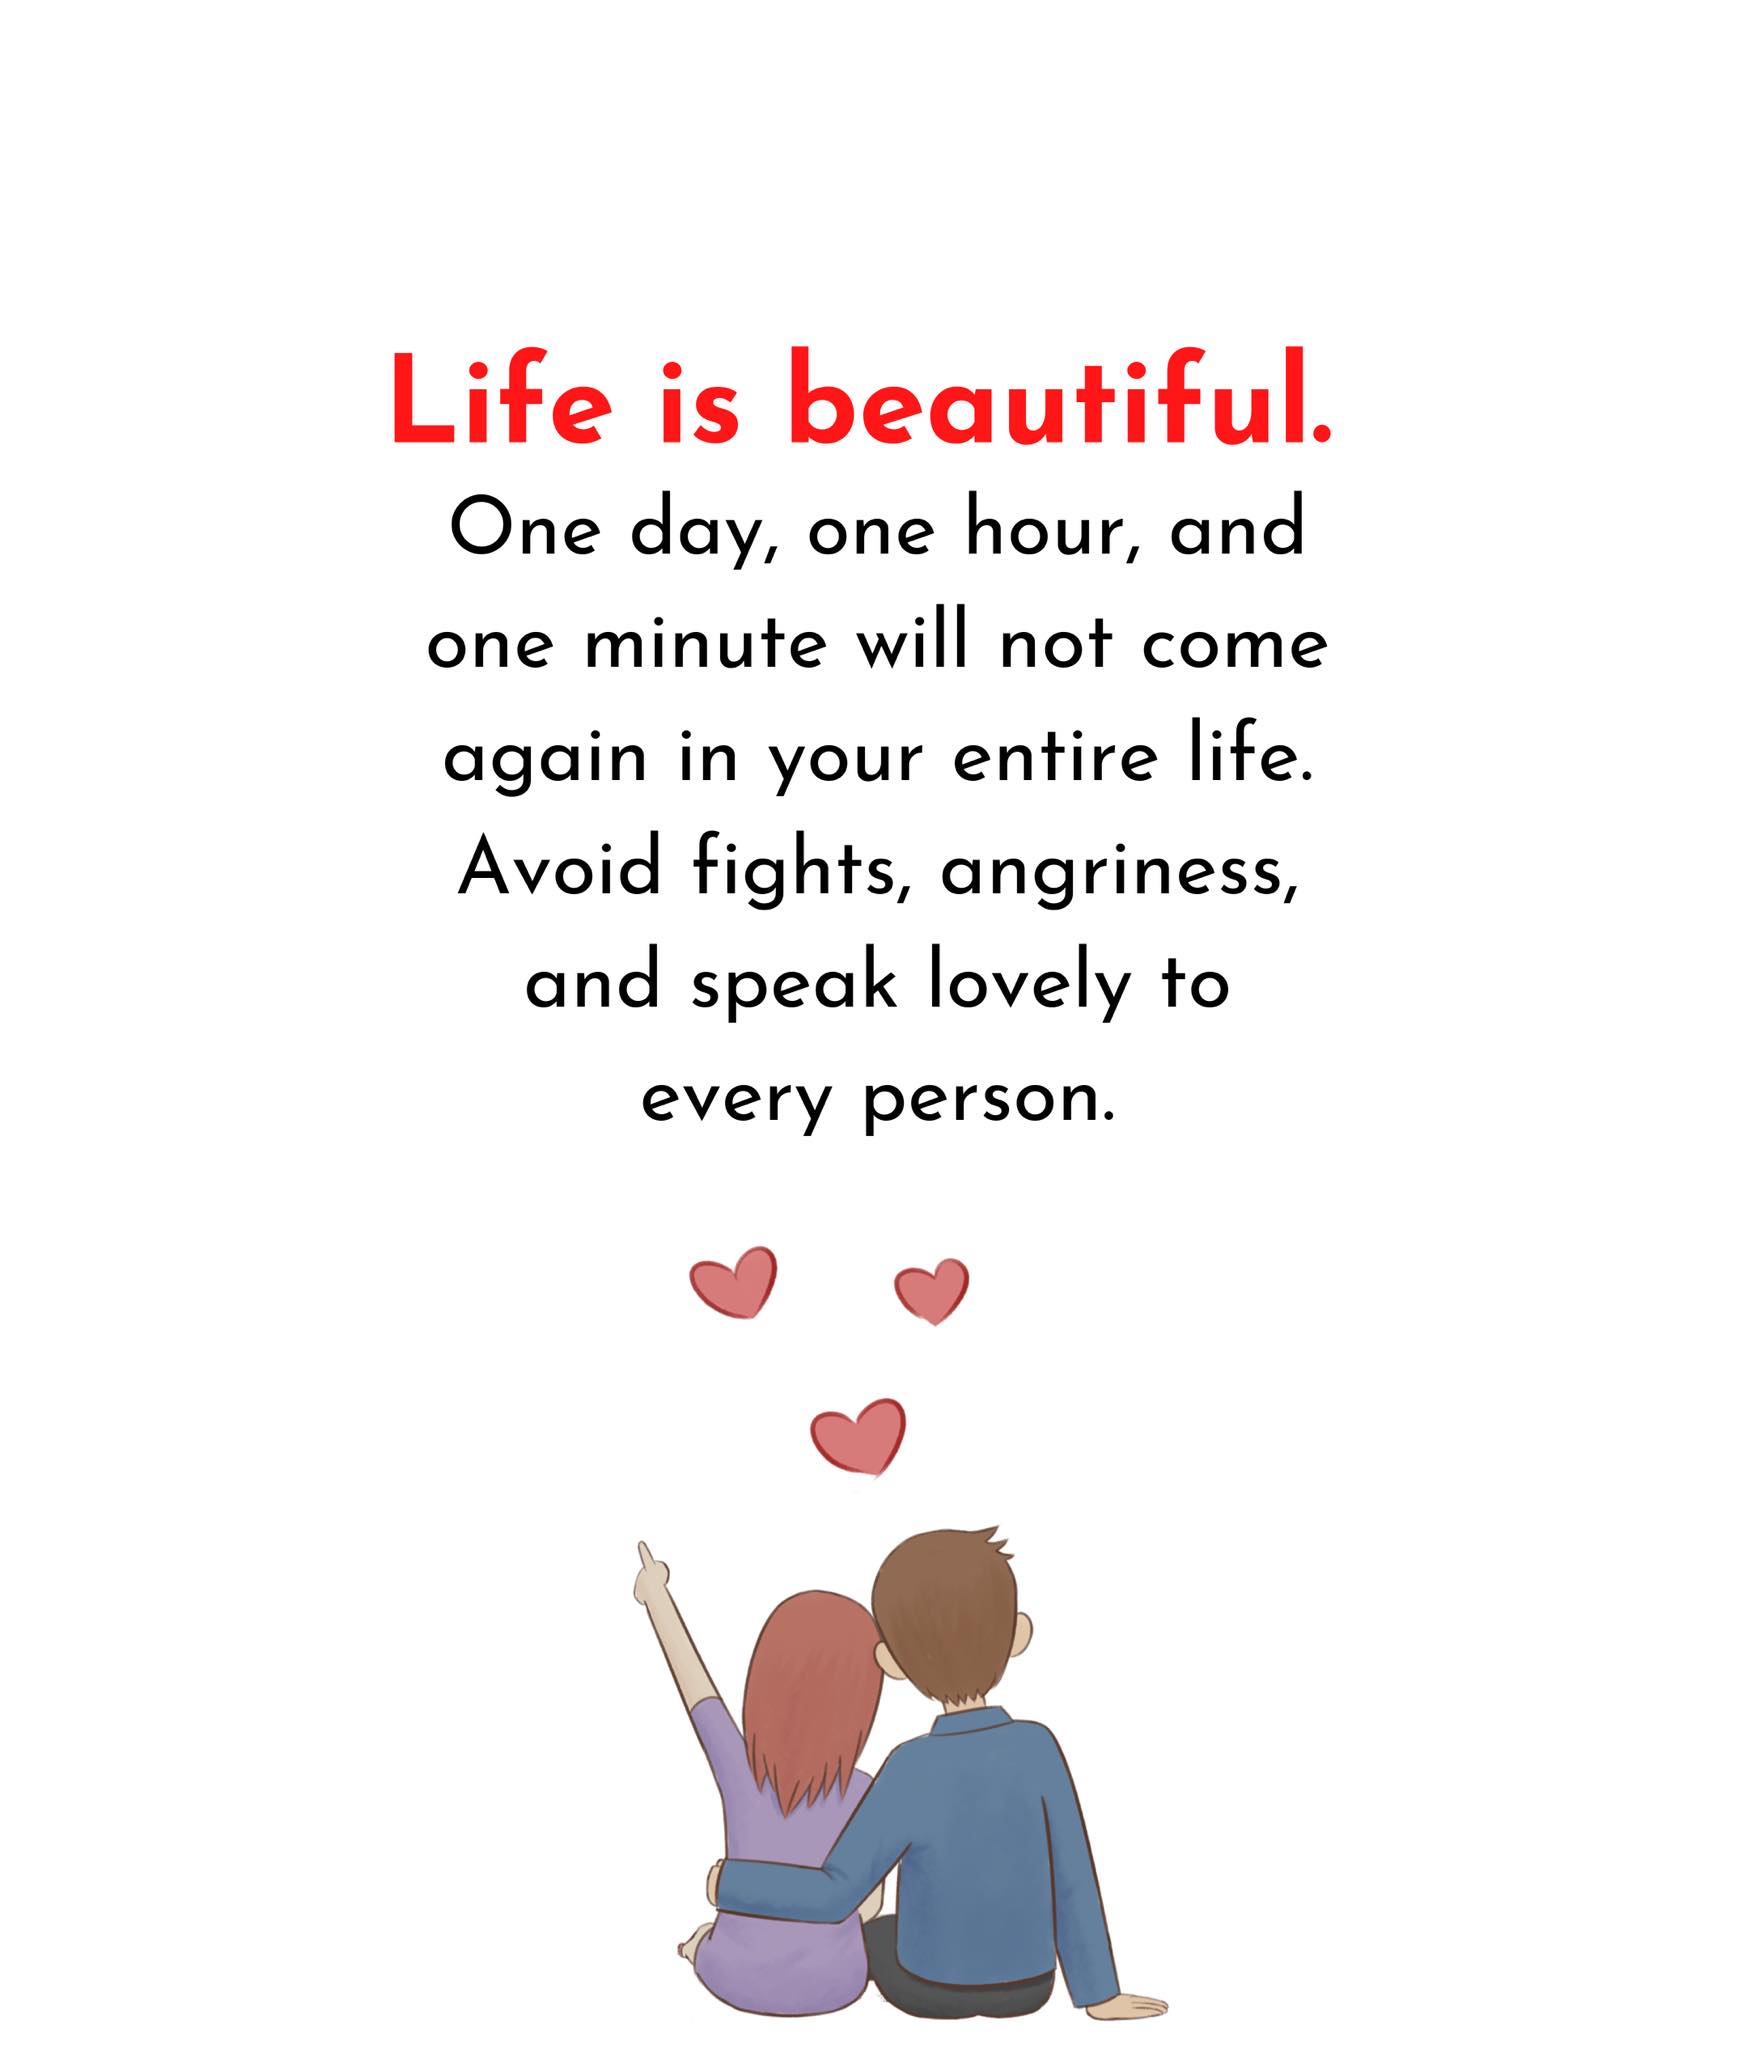 Life is beautiful.
One day, one hour, and
one minute will not come
again in your entire life.
Avoid fights, angriness,
and speak lovely to
every person.